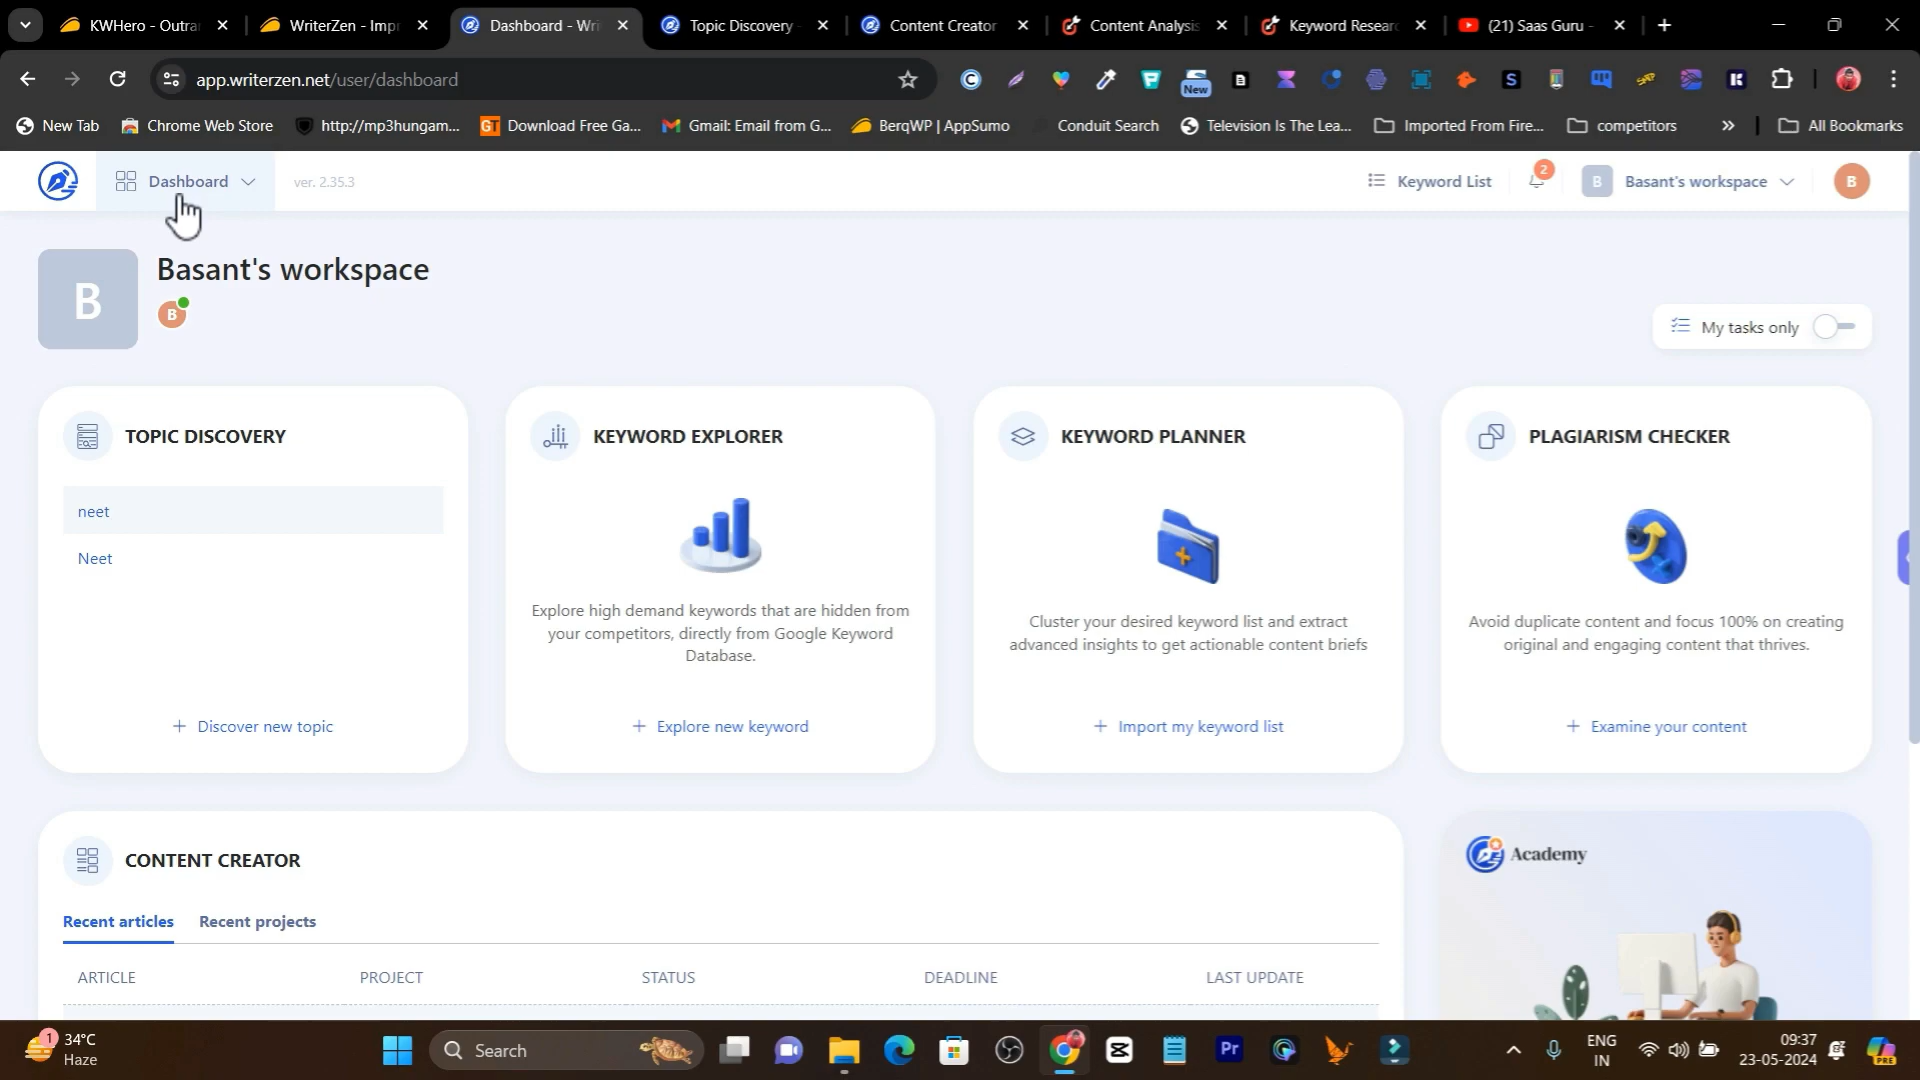 KWHero - Outra
WriterZen - Imp
Dashboard - Wri
Topic Discovery
Content Creator
Content Analysis
Keyword Researc
(21) Saas Guru -
app.writerzen.net/user/dashboard
New
New Tab
Chrome Web Store
http://mp3hungam...
GT
Download Free Ga...
Gmail: Email from G...
BerqWP | AppSumo
Conduit Search
Television Is The Lea...
Imported From Fire...
competitors
All Bookmarks
Dashboard
ver. 2.35.3
Keyword List
2
B
Basant's workspace
B
B
Basant's workspace
B
My tasks only
TOPIC DISCOVERY
neet
Neet
+ Discover new topic
KEYWORD EXPLORER
Explore high demand keywords that are hidden from
your competitors, directly from Google Keyword
Database.
+ Explore new keyword
KEYWORD PLANNER
Cluster your desired keyword list and extract
advanced insights to get actionable content briefs
+ Import my keyword list
PLAGIARISM CHECKER
Avoid duplicate content and focus 100% on creating
original and engaging content that thrives.
+ Examine your content
CONTENT CREATOR
Recent articles
Recent projects
ARTICLE
PROJECT
STATUS
DEADLINE
LAST UPDATE
Academy
1
34°C
Haze
Search
Pr
ENG
IN
09:37
23-05-2024
PRE